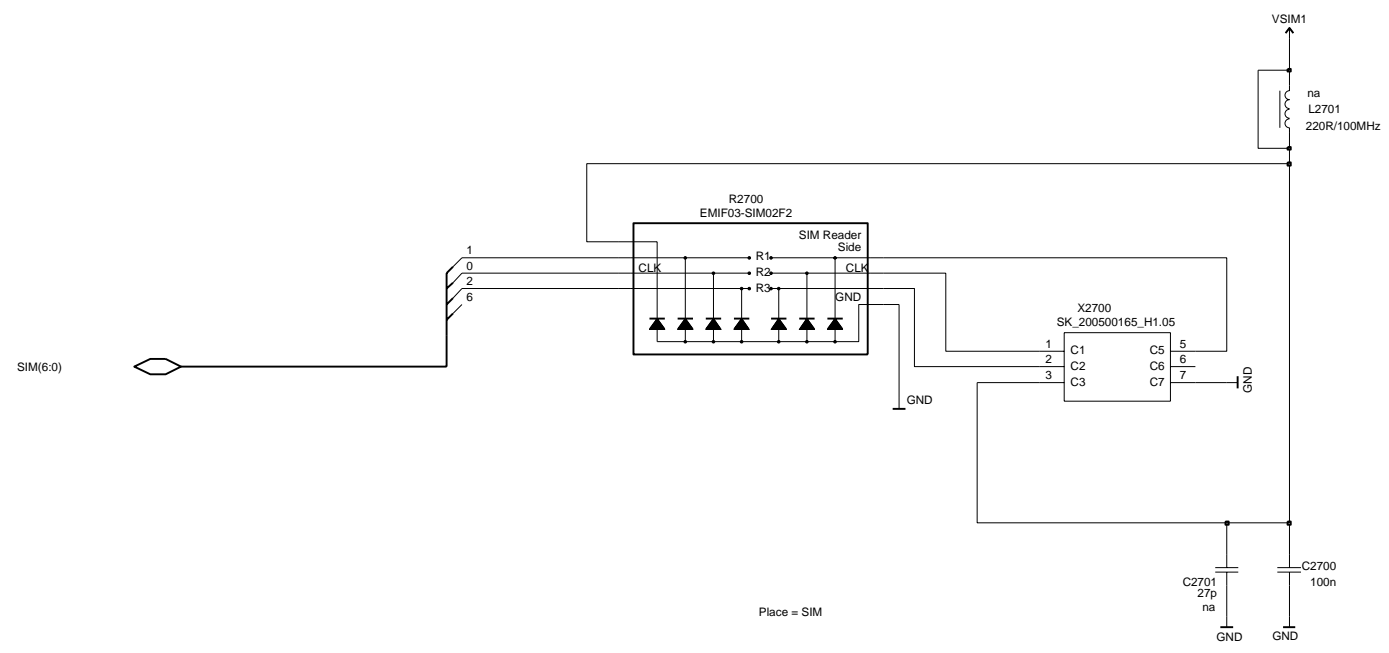 VSIM1
na
L2701
220R/100MHz
R2700
EMIF03-SIM02F2
SIM Reader
Side
1
R1
0
CLK
R2
CLK
2
R3
6
GND
X2700
SK_200500165_H1.05
1
C1
C5
5
2
C2
C6
6
3
C3
C7
7
GND
SIM(6:0)
GND
C2700
100n
C2701
27p
na
Place = SIM
GND
GND